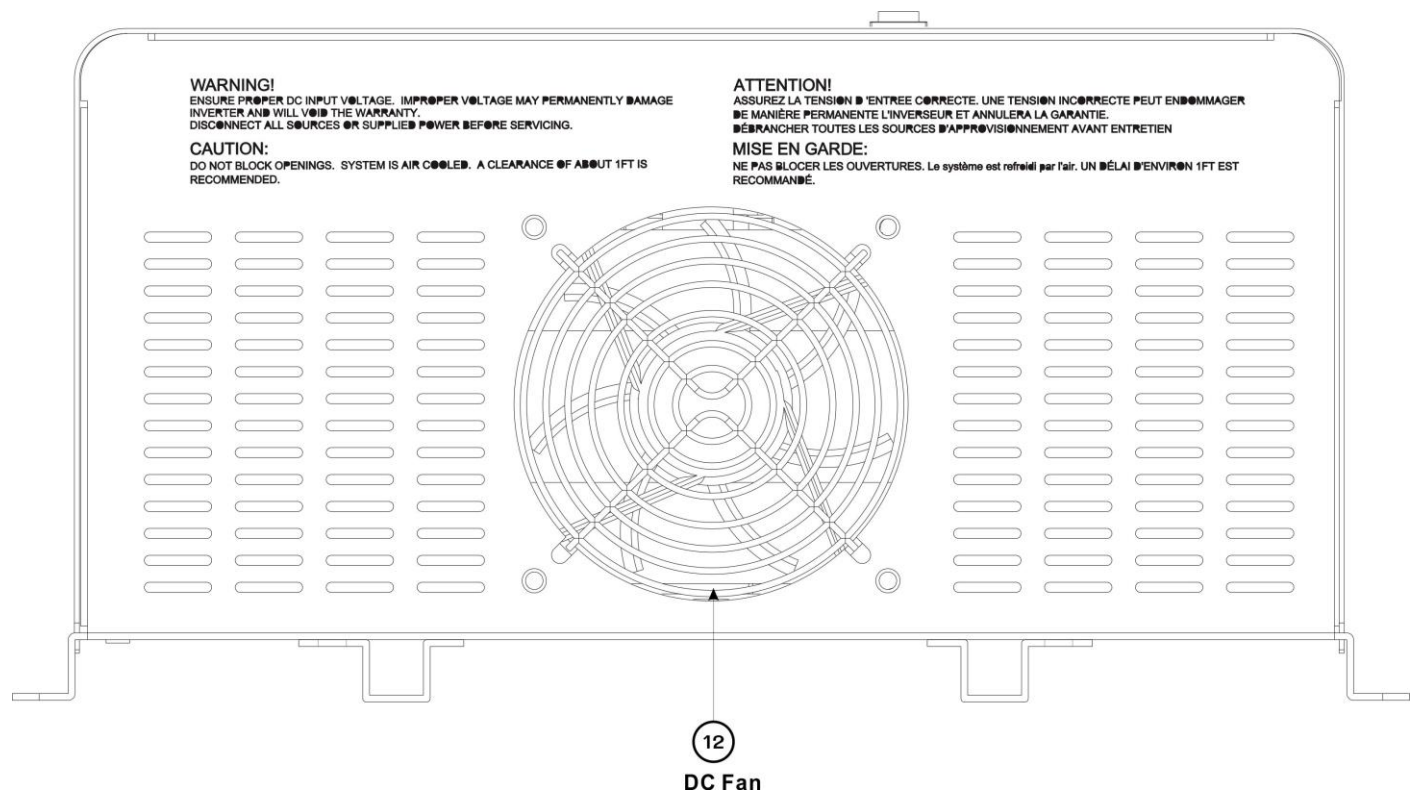 WARNING!
ENSURE PROPER DC INPUT VOLTAGE. IMPROPER VOLTAGE MAY PERMANENTLY DAMAGE
INVERTER AND WILL VOID THE WARRANTY.
DISCONNECT ALL SOURCES OR SUPPLIED POWER BEFORE SERVICING.
CAUTION:
DO NOT BLOCK OPENINGS. SYSTEM IS AIR COOLED. A CLEARANCE OF ABOUT 1FT IS
RECOMMENDED.
ATTENTION!
ASSUREZ LA TENSION D 'ENTREE CORRECTE. UNE TENSION INCORRECTE PEUT ENDOMMAGER
DE MANIÈRE PERMANENTE L'INVERSEUR ET ANNULERA LA GARANTIE.
DÉBRANCHER TOUTES LES SOURCES D'APPROVISIONNEMENT AVANT ENTRETIEN
MISE EN GARDE:
NE PAS BLOCER LES OUVERTURES. Le système est refroidi par l'air. UN DÉLAI D'ENVIRON 1FT EST
RECOMMANDÉ.
12
DC Fan